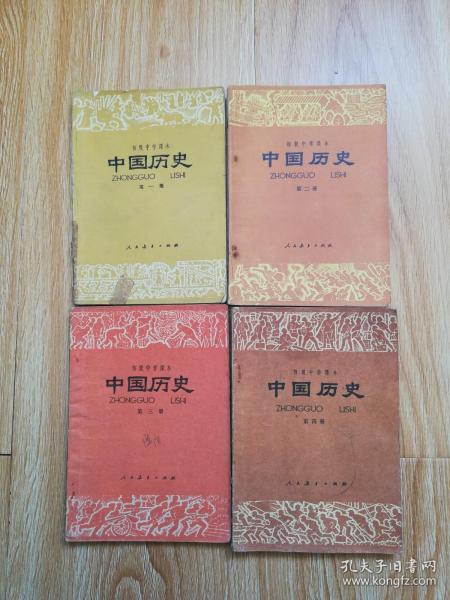 初级中学课本
中国历史
ZHONGGUO LISHI
第一册
人民教育出版社
初级中学课本
中国历史
ZHONGGUO LISHI
第二册
人民教育出版社
初级中学课本
中国历史
ZHONGGUO LISHI
第三册
人民教育出版社
初级中学课本
中国历史
ZHONGGUO LISHI
第四册
人民教育出版社
孔夫子旧书网
www.kongfz.com